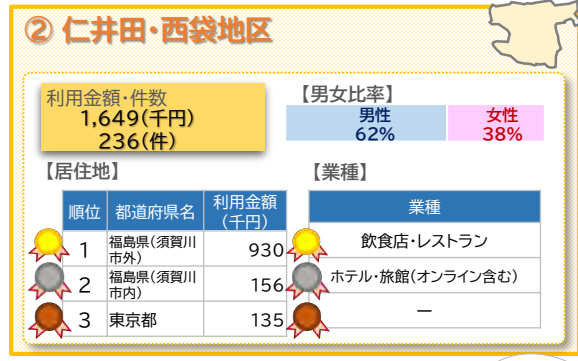 ② 仁井田・西袋地区
利用金額・件数
1,649(千円)
236(件)
【男女比率】
男性 女性
62% 38%
【居住地】
順位 都道府県名 利用金額
(千円)
1 福島県(須賀川
市外) 930
2 福島県(須賀川
市内) 156
3 東京都 135
【業種】
業種
飲食店・レストラン
ホテル・旅館(オンライン含む)
ー